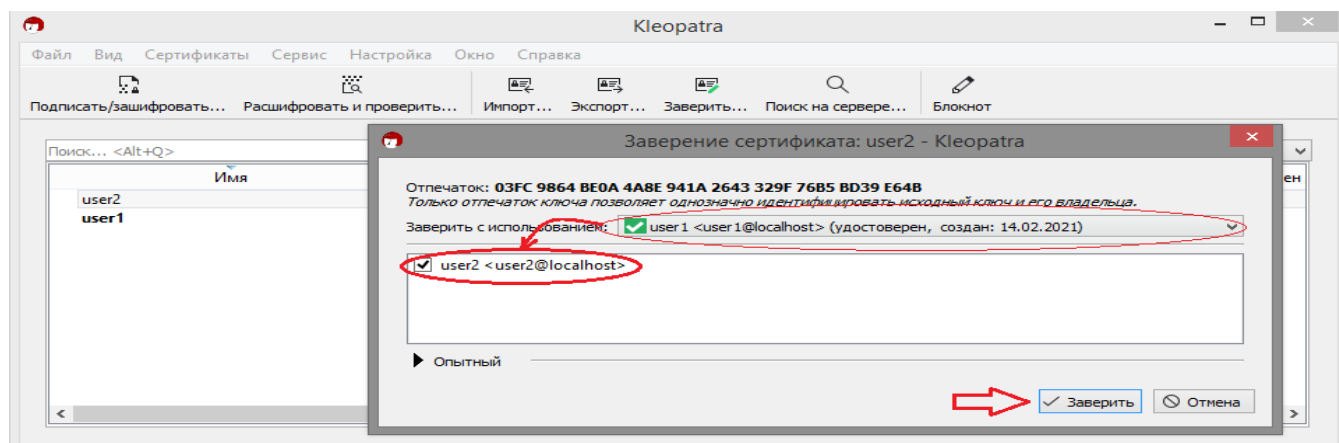 Kleopatra
Файл Вид Сертификаты Сервис Настройка Окно Справка
Подписать/зашифровать... Расшифровать и проверить... Импорт... Экспорт... Заверить... Поиск на сервере... Блокнот
Поиск... <Alt+Q>
Имя
ен
user2
user1
Заверение сертификата: user2 - Kleopatra
Отпечаток: 03FC 9864 BE0A 4A8E 941A 2643 329F 76B5 BD39 E64B
Только отпечаток ключа позволяет однозначно идентифицировать исходный ключ и его владельца.
Заверить с использованием: user1 <user1@localhost> (удостоверен, создан: 14.02.2021)
user2 <user2@localhost>
Опытный
Заверить Отмена